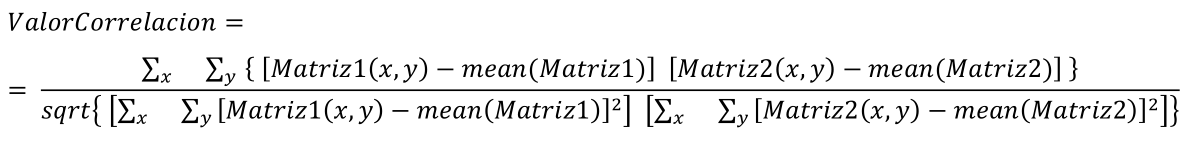 ValorCorrelacion =
= ∑x ∑y { [Matriz1(x, y) − mean(Matriz1)] [Matriz2(x, y) − mean(Matriz2)] }
sqrt{ [∑x ∑y [Matriz1(x, y) − mean(Matriz1)]²] [∑x ∑y [Matriz2(x, y) − mean(Matriz2)]²]}